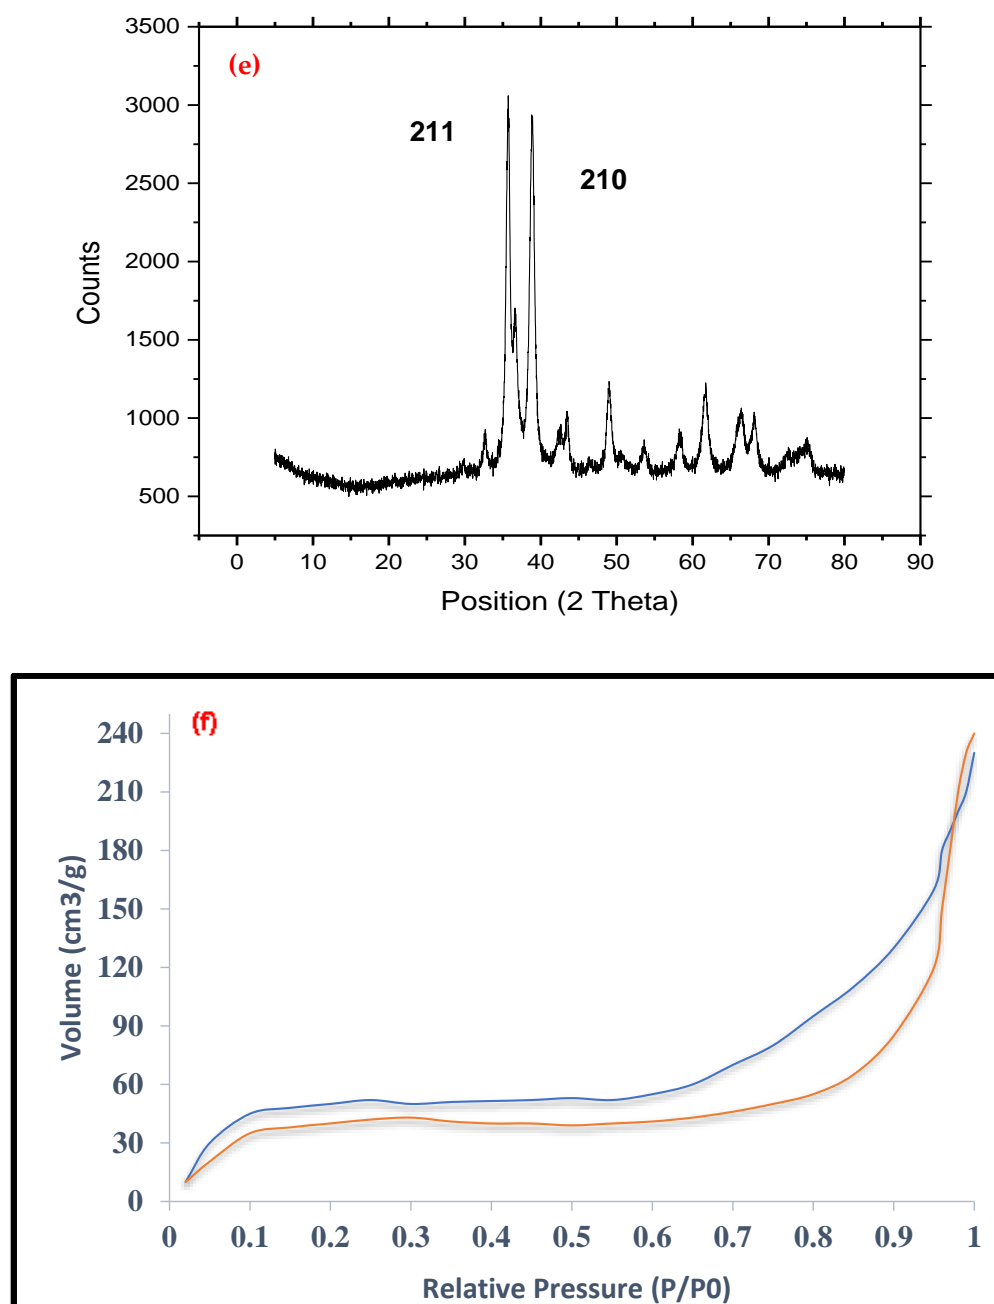 (e)
3500
3000
2500
2000
1500
1000
500
Counts
211
210
0 10 20 30 40 50 60 70 80 90
Position (2 Theta)
(f)
240
210
180
150
120
90
60
30
0
Volume (cm3/g)
0 0.1 0.2 0.3 0.4 0.5 0.6 0.7 0.8 0.9 1
Relative Pressure (P/P0)